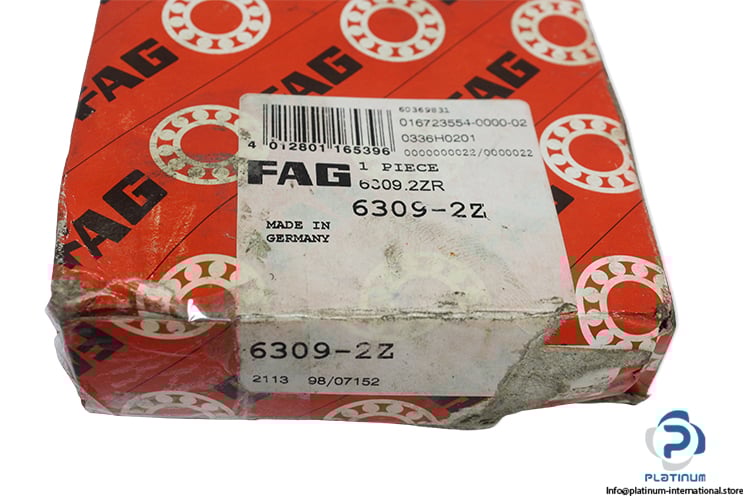 FAG
FAG
FAG
FAG
60369831
016723554-0000-02
0336H0201
4 012801 165396
0000000022/0000022
FAG
1 PIECE
6309.2ZR
6309-2Z
MADE IN
GERMANY
6309-2Z
2113 98/07152
PLATINUM
Info@platinum-international.store